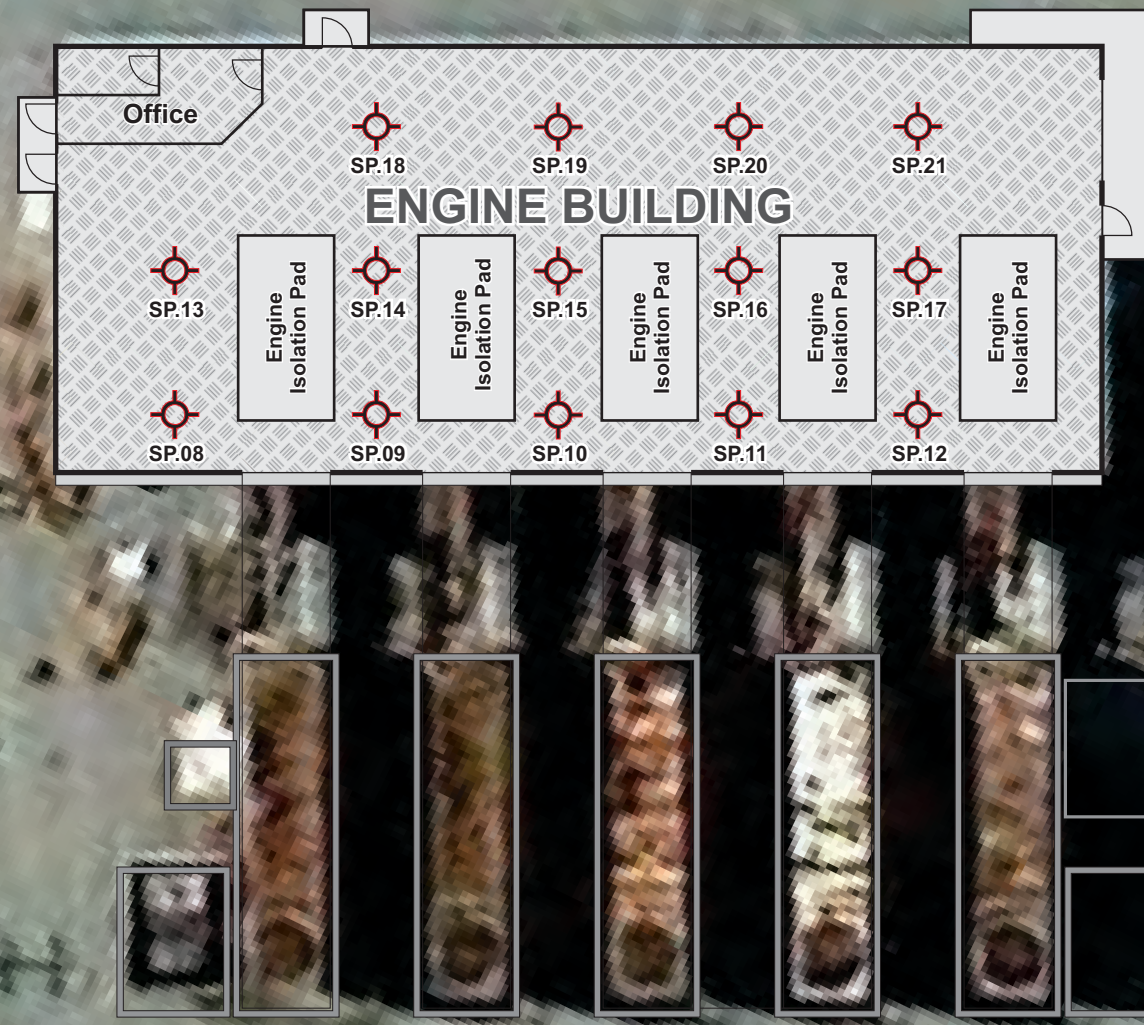 Office
SP.18
SP.19
SP.20
SP.21
ENGINE BUILDING
SP.13
Engine
Isolation Pad
SP.14
Engine
Isolation Pad
SP.15
Engine
Isolation Pad
SP.16
Engine
Isolation Pad
SP.17
Engine
Isolation Pad
SP.08
SP.09
SP.10
SP.11
SP.12